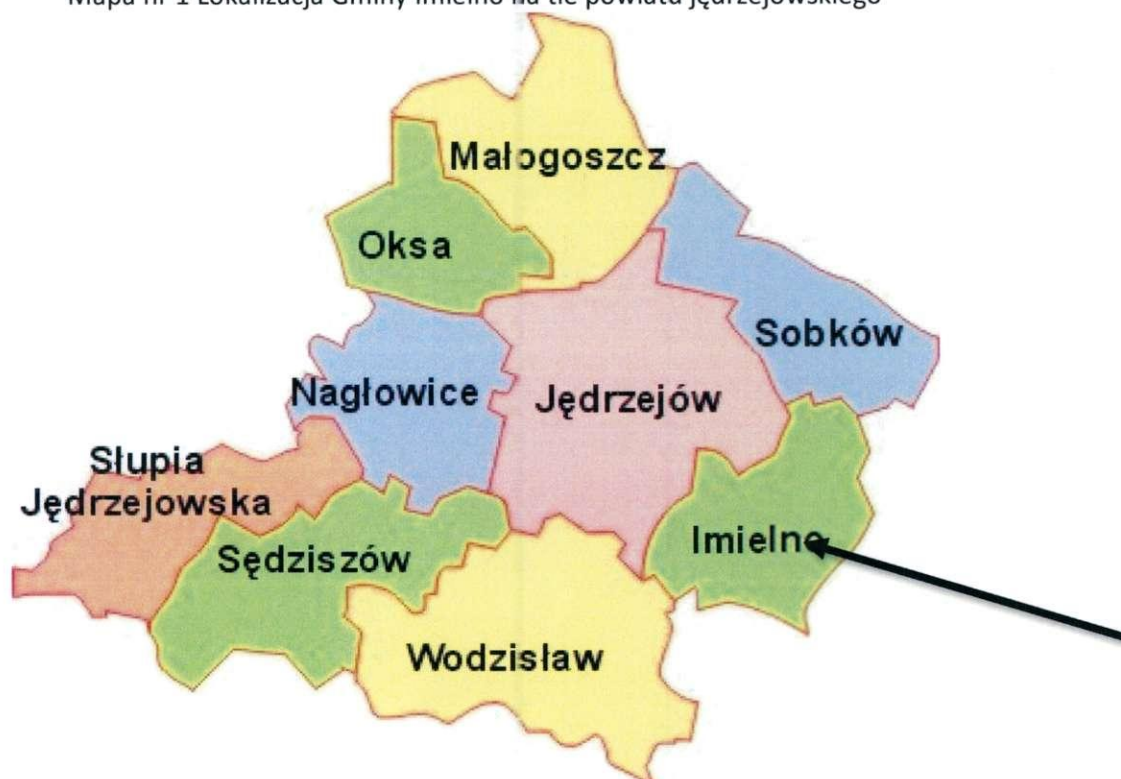 Mapa nr 1 Lokalizacja Gminy Imielno na tle powiatu jędrzejowskiego
Małogoszcz
Oksa
Sobków
Nagłowice
Jędrzejów
Słupia
Jędrzejowska
Imielno
Sędziszów
Wodzisław